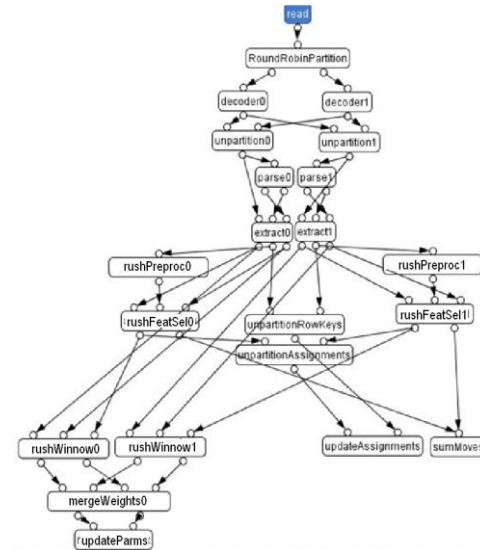 read
RoundRobinPartition
decoder0
decoder1
unpartition0
unpartition1
parse0
parse1
extract0
extract1
rushPreproc0
rushPreproc1
rushFeatSel0
unpartitionRowKeys
rushFeatSel1
unpartitionAssignments
rushWinnow0
rushWinnow1
updateAssignments
sumMoves
mergeWeights0
updateParms